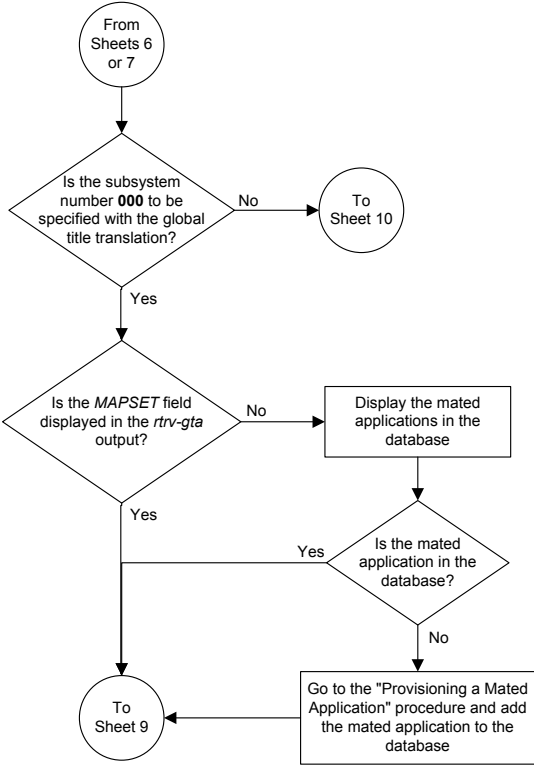 From
Sheets 6
or 7
Is the subsystem
number 000 to be
specified with the global
title translation?
No
To
Sheet 10
Yes
Is the MAPSET field
displayed in the rtrv-gta
output?
No
Display the mated
applications in the
database
Yes
Yes
Is the mated
application in the
database?
No
To
Sheet 9
Go to the "Provisioning a Mated
Application" procedure and add
the mated application to the
database